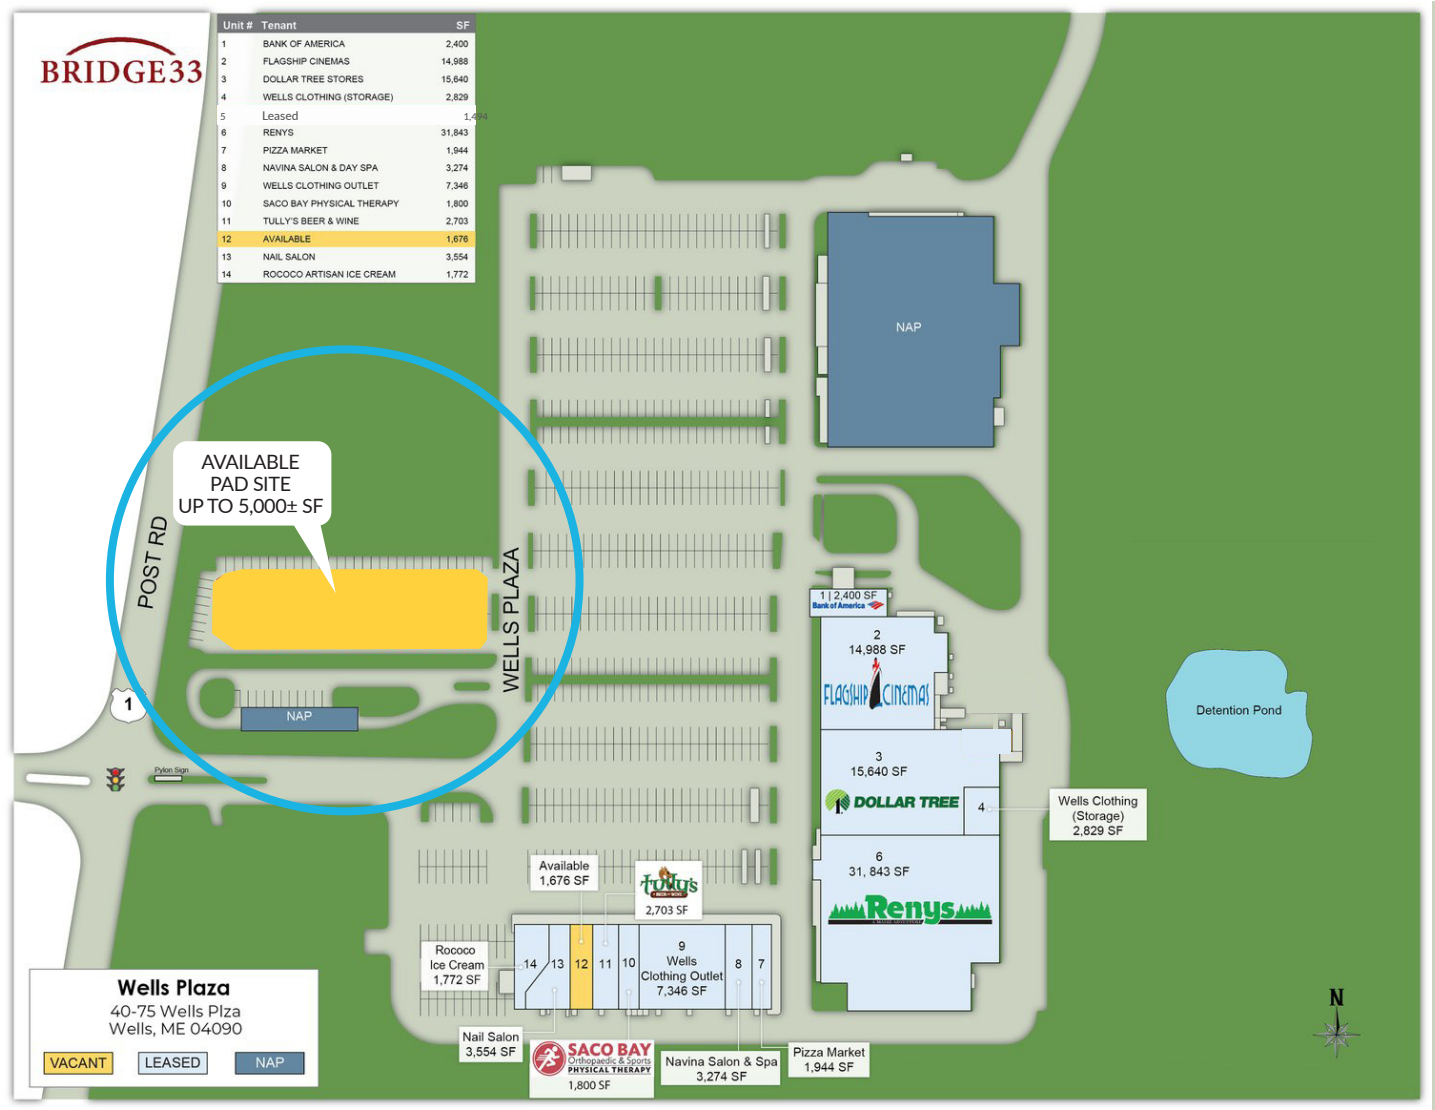 BRIDGE33
Unit # Tenant SF
1 BANK OF AMERICA 2,400
2 FLAGSHIP CINEMAS 14,988
3 DOLLAR TREE STORES 15,640
4 WELLS CLOTHING (STORAGE) 2,829
5 Leased 1,494
6 RENYS 31,843
7 PIZZA MARKET 1,944
8 NAVINA SALON & DAY SPA 3,274
9 WELLS CLOTHING OUTLET 7,346
10 SACO BAY PHYSICAL THERAPY 1,800
11 TULLY'S BEER & WINE 2,703
12 AVAILABLE 1,676
13 NAIL SALON 3,554
14 ROCOCO ARTISAN ICE CREAM 1,772
NAP
AVAILABLE
PAD SITE
UP TO 5,000± SF
POST RD
WELLS PLAZA
1
NAP
Pylon Sign
1 | 2,400 SF
Bank of America
2
14,988 SF
FLAGSHIP CINEMAS
3
15,640 SF
DOLLAR TREE
4
Wells Clothing
(Storage)
2,829 SF
6
31, 843 SF
Renys
A MAINE ADVENTURE
Detention Pond
Available
1,676 SF
tully's
BEER & WINE
2,703 SF
Rococo
Ice Cream
1,772 SF
14
13
12
11
10
9
Wells
Clothing Outlet
7,346 SF
8
7
Nail Salon
3,554 SF
SACO BAY
Orthopaedic & Sports
PHYSICAL THERAPY
1,800 SF
Navina Salon & Spa
3,274 SF
Pizza Market
1,944 SF
Wells Plaza
40-75 Wells Plza
Wells, ME 04090
VACANT LEASED NAP
N